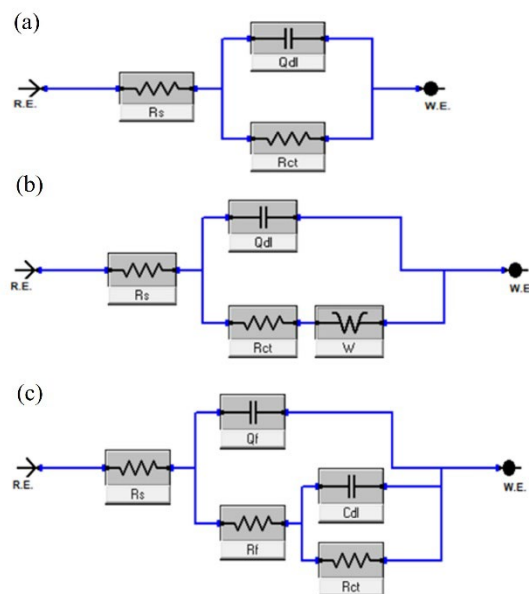 (a)
Qdl
R.E.
Rs
W.E.
Rct
(b)
Qdl
R.E.
Rs
W.E
Rct
W
(c)
Qf
R.E.
Rs
Cdl
W.E.
Rf
Rct